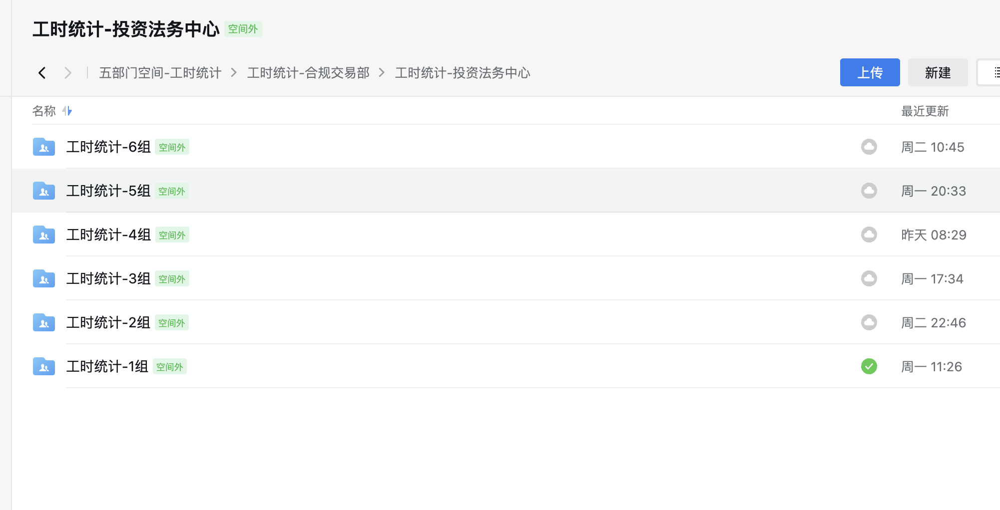 工时统计-投资法务中心 空间外
五部门空间-工时统计 > 工时统计-合规交易部 > 工时统计-投资法务中心 上传 新建
名称 最近更新
工时统计-6组 空间外 周二 10:45
工时统计-5组 空间外 周一 20:33
工时统计-4组 空间外 昨天 08:29
工时统计-3组 空间外 周一 17:34
工时统计-2组 空间外 周二 22:46
工时统计-1组 空间外 周一 11:26